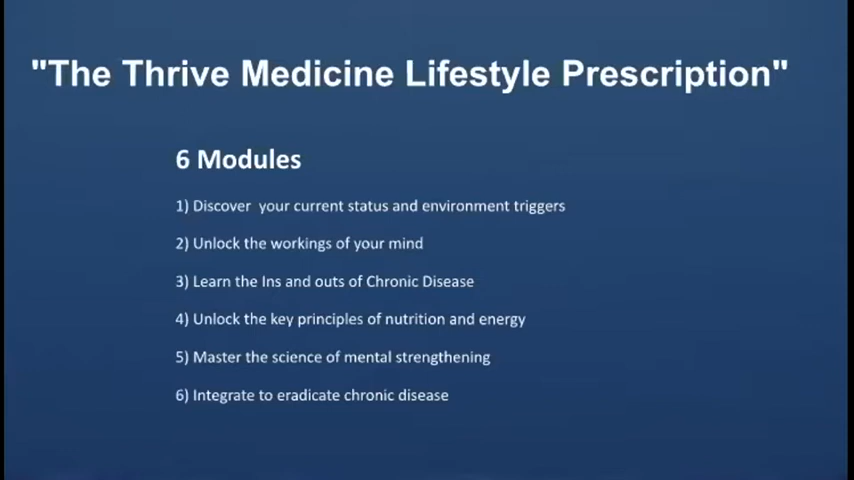 "The Thrive Medicine Lifestyle Prescription"
6 Modules
1) Discover  your current status and environment triggers
2) Unlock the workings of your mind
3) Learn the Ins and outs of Chronic Disease
4) Unlock the key principles of nutrition and energy
5) Master the science of mental strengthening
6) Integrate to eradicate chronic disease